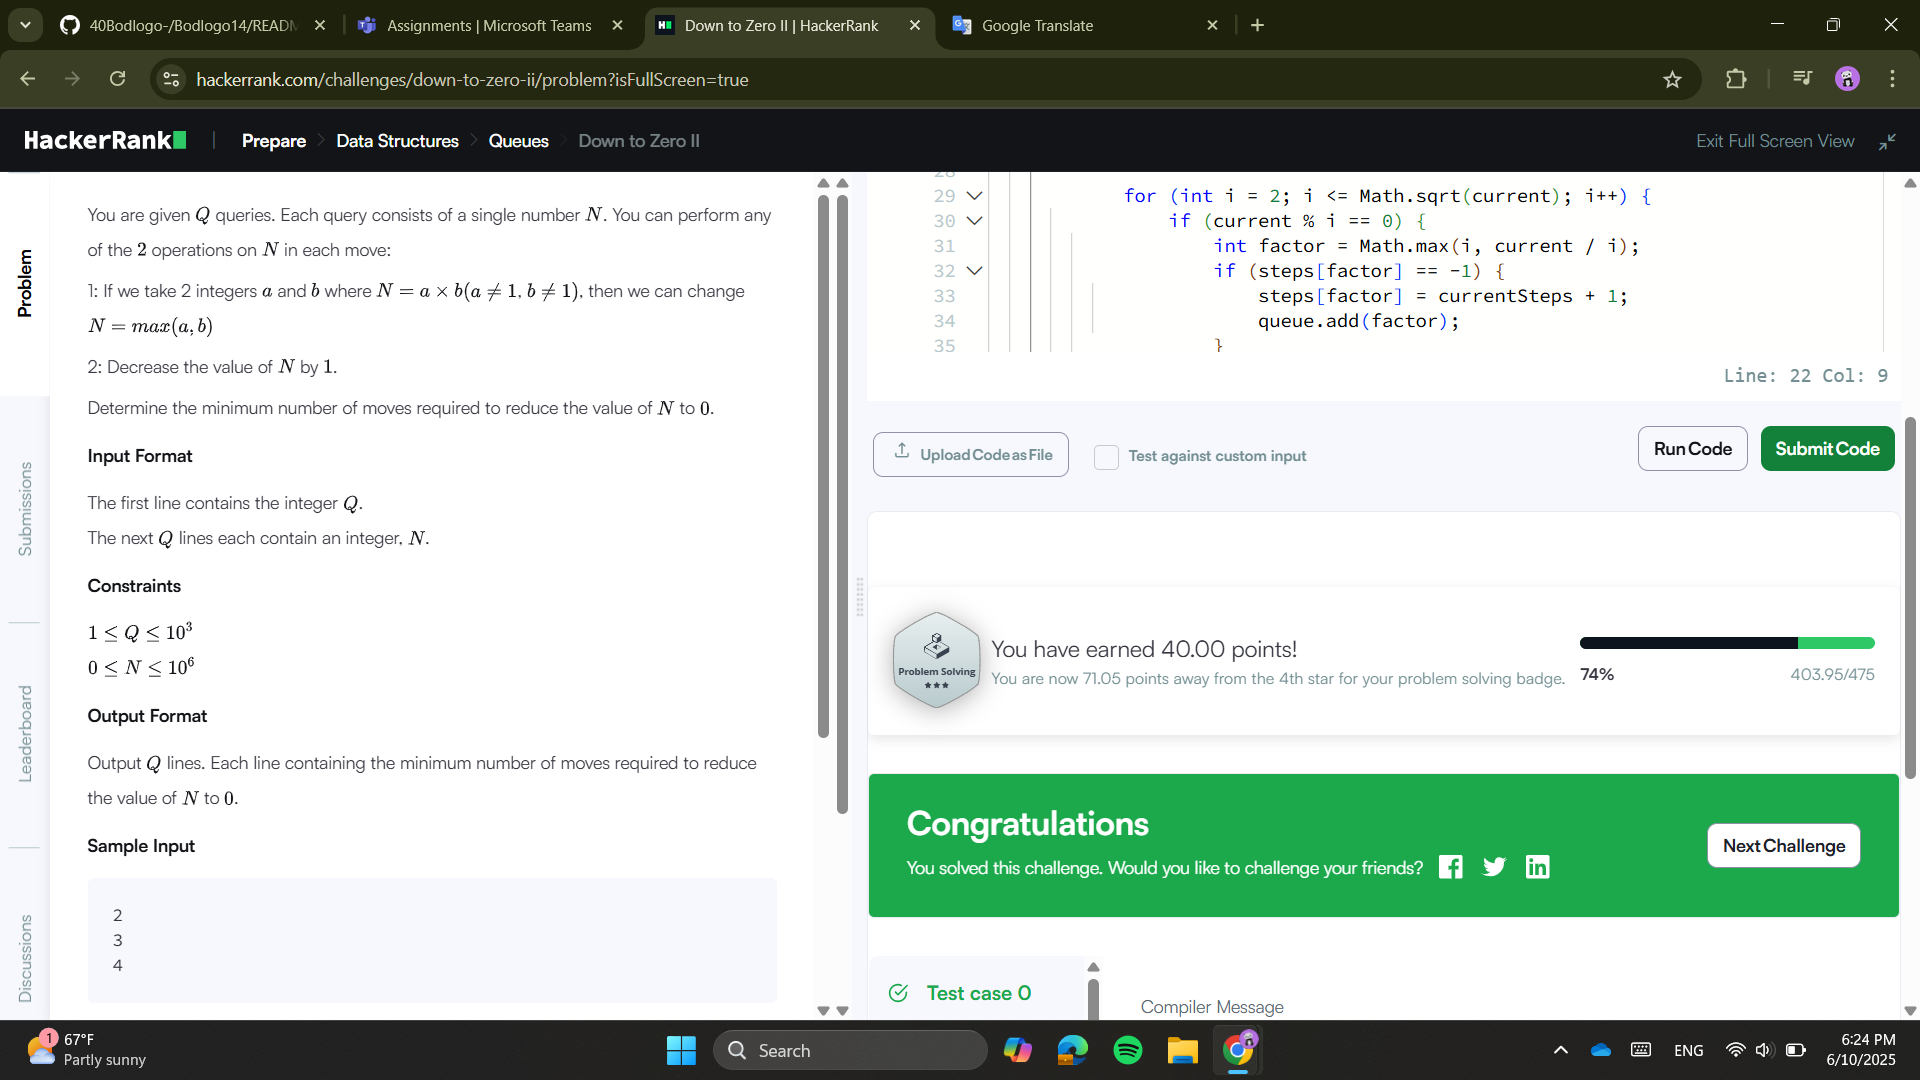 40Bodlogo-/Bodlogo14/READM
Assignments | Microsoft Teams
Down to Zero II | HackerRank
Google Translate
hackerrank.com/challenges/down-to-zero-ii/problem?isFullScreen=true
HackerRank
Prepare
Data Structures
Queues
Down to Zero II
Exit Full Screen View
Problem
Submissions
Leaderboard
Discussions
You are given Q queries. Each query consists of a single number N. You can perform any
of the 2 operations on N in each move:
1: If we take 2 integers a and b where N = a × b(a ≠ 1, b ≠ 1), then we can change
N = max(a, b)
2: Decrease the value of N by 1.
Determine the minimum number of moves required to reduce the value of N to 0.
Input Format
The first line contains the integer Q.
The next Q lines each contain an integer, N.
Constraints
1 ≤ Q ≤ 10³
0 ≤ N ≤ 10⁶
Output Format
Output Q lines. Each line containing the minimum number of moves required to reduce
the value of N to 0.
Sample Input
2
3
4
28
29 for (int i = 2; i <= Math.sqrt(current); i++) {
30 if (current % i == 0) {
31 int factor = Math.max(i, current / i);
32 if (steps[factor] == -1) {
33 steps[factor] = currentSteps + 1;
34 queue.add(factor);
35 }
Line: 22 Col: 9
Upload Code as File
Test against custom input
Run Code
Submit Code
Problem Solving
You have earned 40.00 points!
You are now 71.05 points away from the 4th star for your problem solving badge.
74%
403.95/475
Congratulations
You solved this challenge. Would you like to challenge your friends?
Next Challenge
Test case 0
Compiler Message
1
67°F
Partly sunny
Search
ENG
6:24 PM
6/10/2025